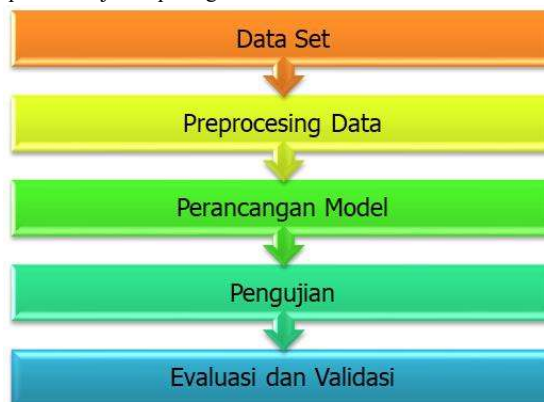 Data Set
Preprocesing Data
Perancangan Model
Pengujian
Evaluasi dan Validasi